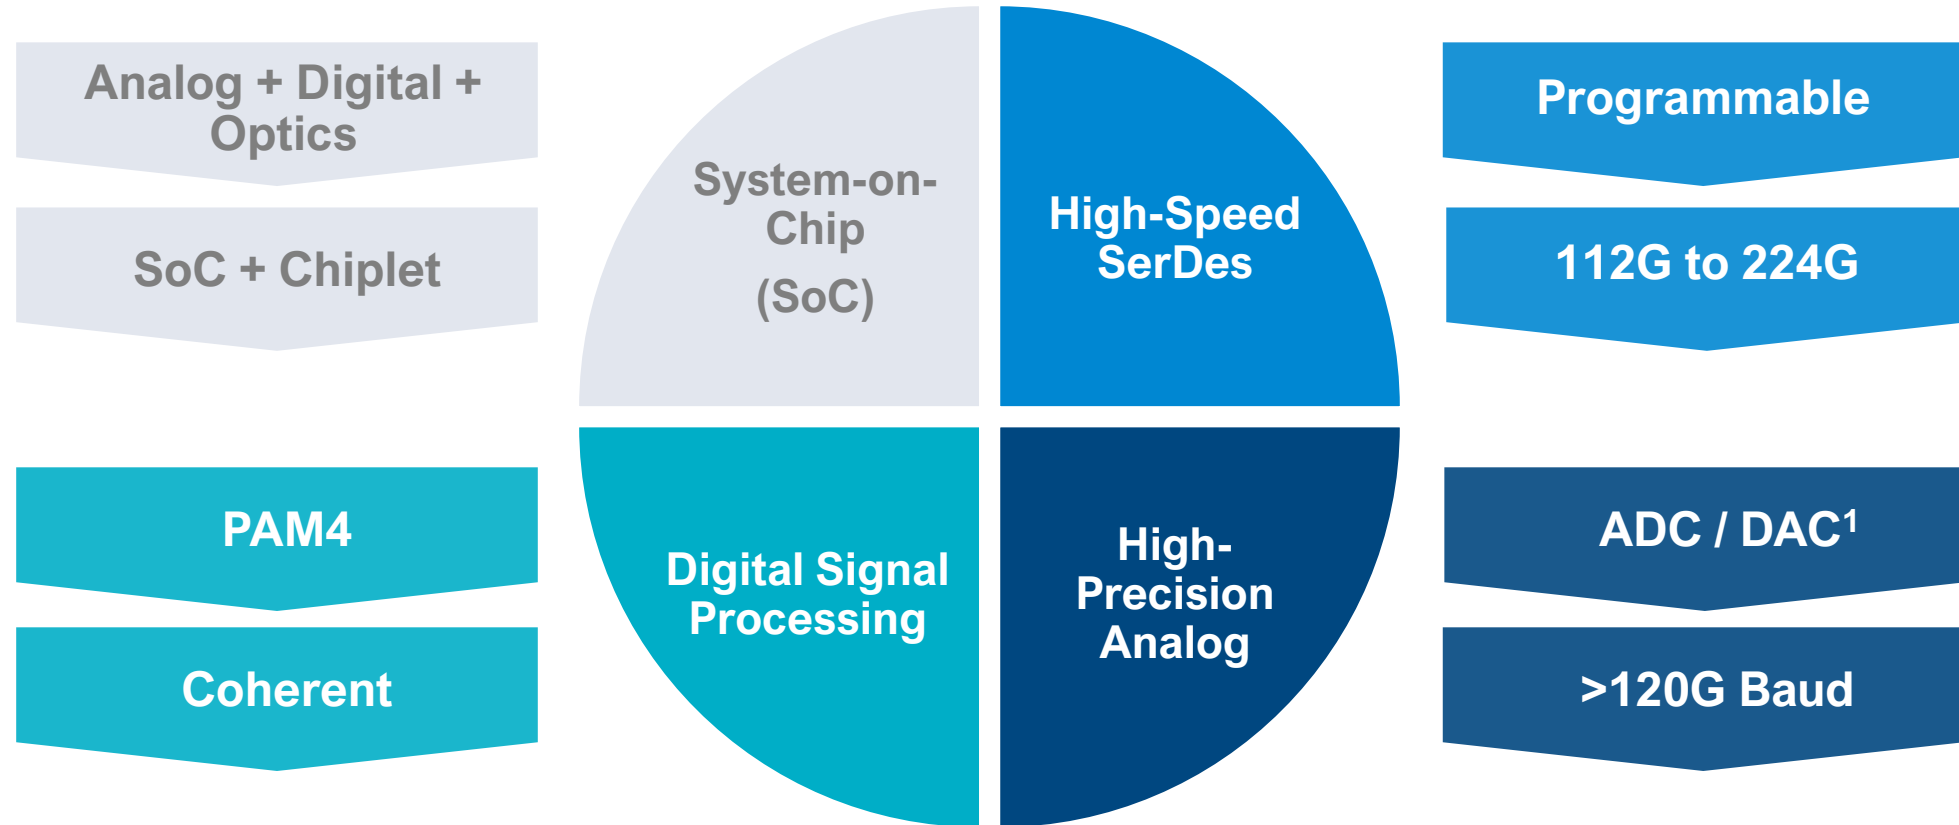 Analog + Digital +
Optics
SoC + Chiplet
System-on-
Chip
(SoC)
High-Speed
SerDes
Programmable
112G to 224G
PAM4
Coherent
Digital Signal
Processing
High-
Precision
Analog
ADC / DAC¹
>120G Baud